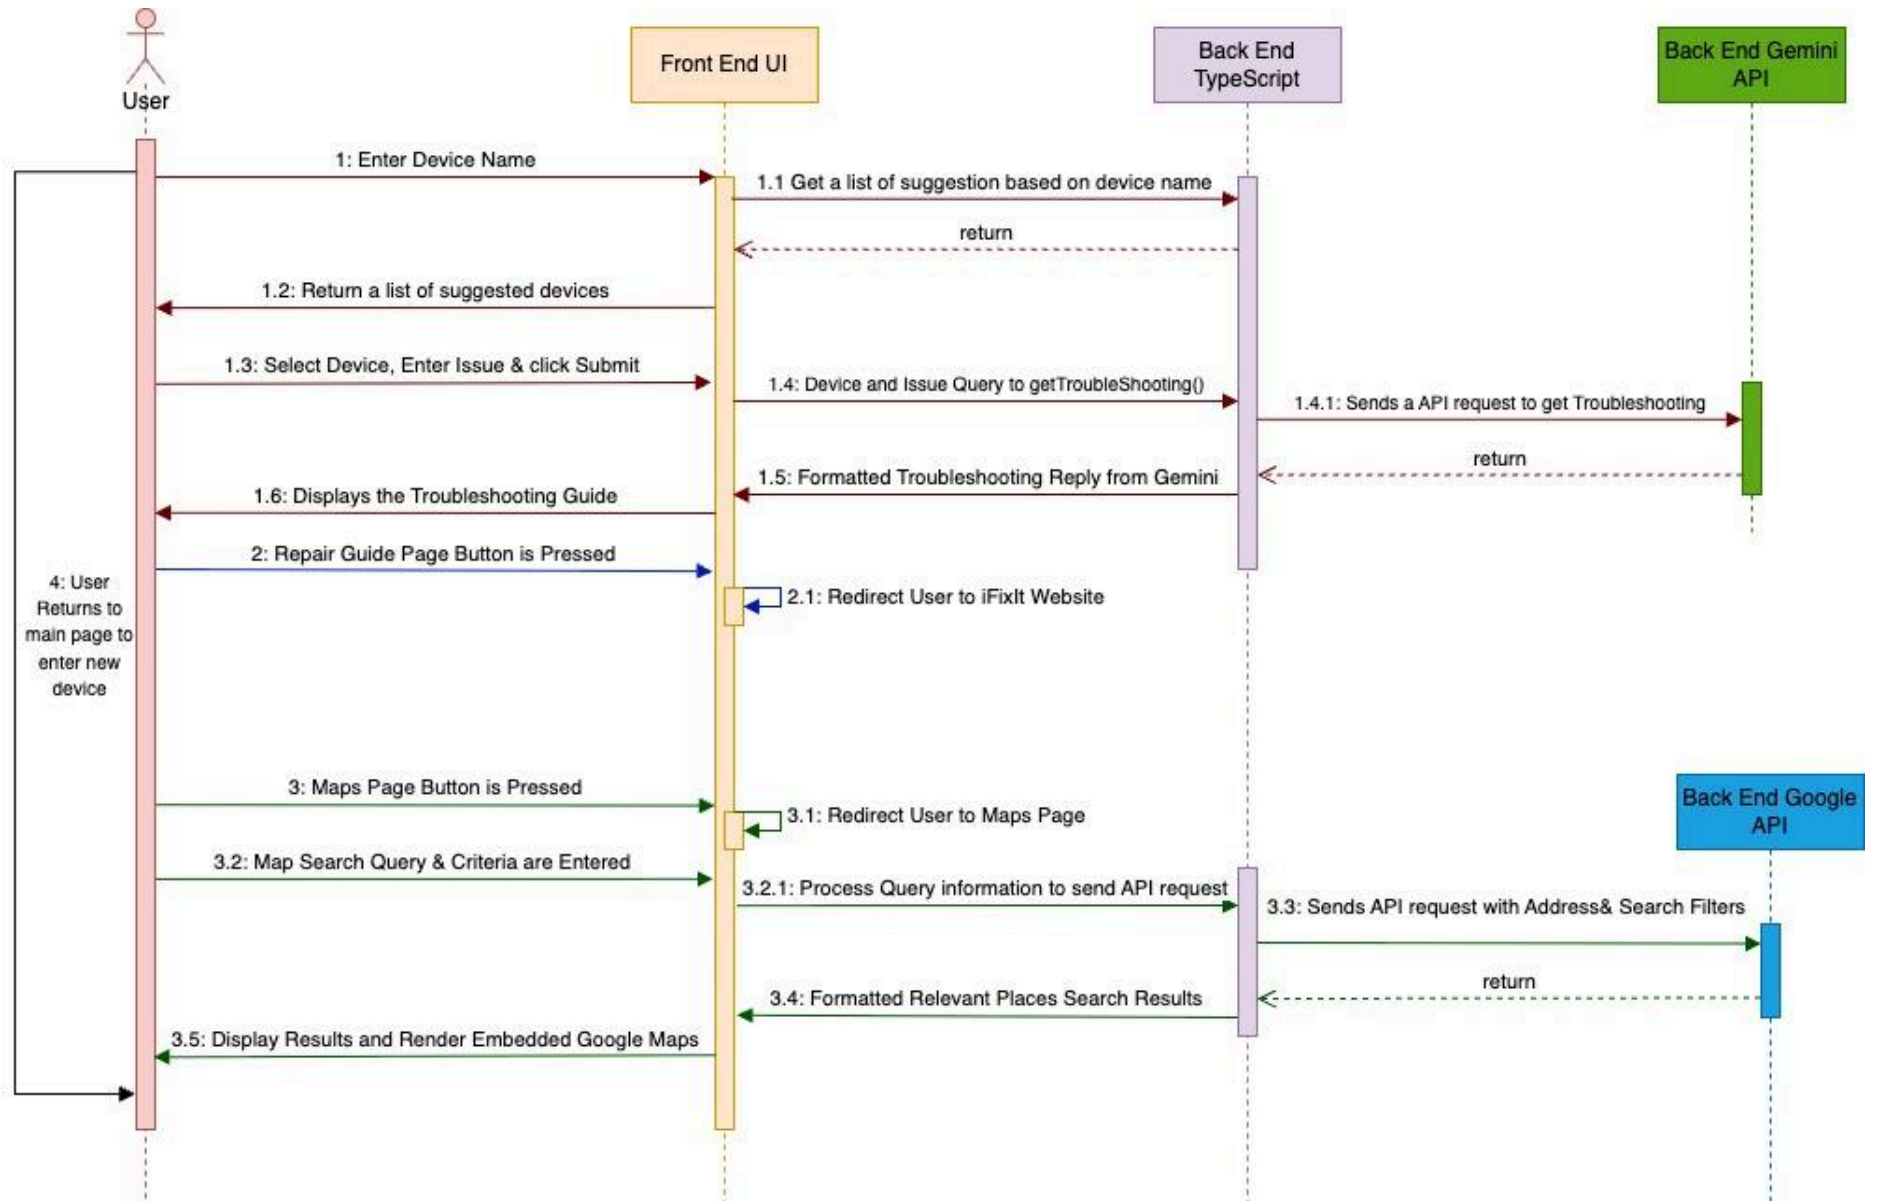 User
Front End UI
Back End
TypeScript
Back End Gemini
API
1: Enter Device Name
1.1 Get a list of suggestion based on device name
return
1.2: Return a list of suggested devices
1.3: Select Device, Enter Issue & click Submit
1.4: Device and Issue Query to getTroubleShooting()
1.4.1: Sends a API request to get Troubleshooting
return
1.5: Formatted Troubleshooting Reply from Gemini
1.6: Displays the Troubleshooting Guide
2: Repair Guide Page Button is Pressed
2.1: Redirect User to iFixIt Website
4: User
Returns to
main page to
enter new
device
3: Maps Page Button is Pressed
3.1: Redirect User to Maps Page
Back End Google
API
3.2: Map Search Query & Criteria are Entered
3.2.1: Process Query information to send API request
3.3: Sends API request with Address& Search Filters
return
3.4: Formatted Relevant Places Search Results
3.5: Display Results and Render Embedded Google Maps